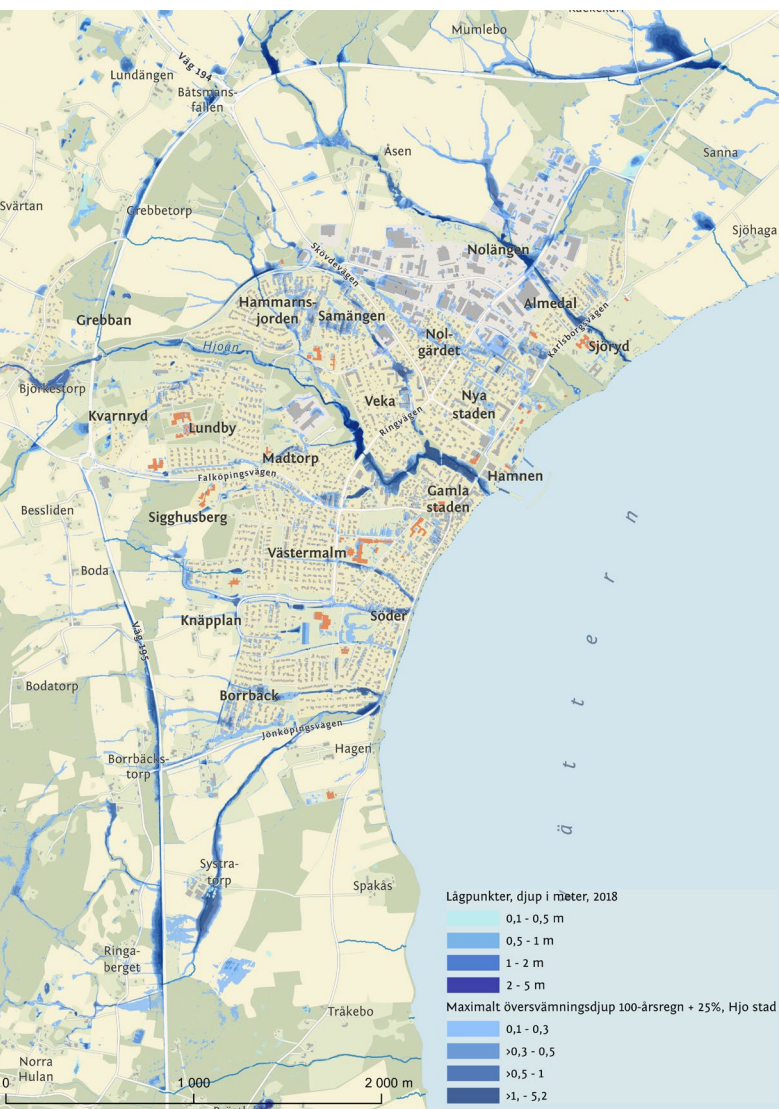 Mumlebo
Väg 194
Lundängen
Båtsmans-
fallen
Åsen
Sanna
Svärtan
Grebbetorp
Sjöhaga
Nolängen
Skövdevägen
Hammarns-
jorden
Samängen
Almedal
Grebban
Nol-
gärdet
Karlsborgsvägen
Sjöryd
Hjoån
Björkestorp
Kvarnryd
Lundby
Veka
Nya
staden
Ringvägen
Madtorp
Falköpingsvägen
Hamnen
Gamla
staden
Bessliden
Sigghusberg
Västermalm
Boda
Knäpplan
Söder
Väg 195
Bodatorp
Borrbäck
Jönköpingsvägen
Hagen
Borrbäcks-
torp
Systra-
torp
Spakås
Ringa-
berget
Tråkebo
Norra
Hulan
ättern
0 1 000 2 000 m
Lågpunkter, djup i meter, 2018
0,1 - 0,5 m
0,5 - 1 m
1 - 2 m
2 - 5 m
Maximalt översvämningsdjup 100-årsregn + 25%, Hjo stad
0,1 - 0,3
>0,3 - 0,5
>0,5 - 1
>1, - 5,2